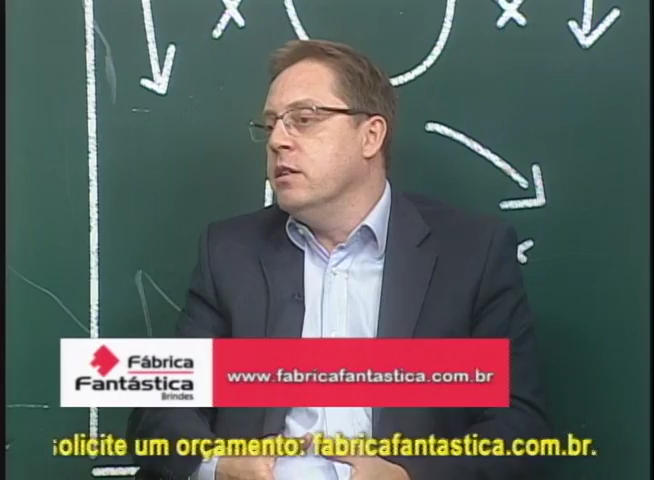 Fábrica
Fantástica
Brindes
www.fabricafantastica.com.br
olicite um orçamento: fabricafantastica.com.br.